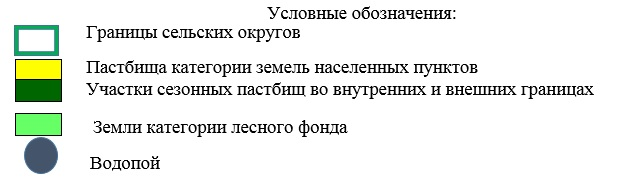 Условные обозначения:
Границы сельских округов
Пастбища категории земель населенных пунктов
Участки сезонных пастбищ во внутренних и внешних границах
Земли категории лесного фонда
Водопой